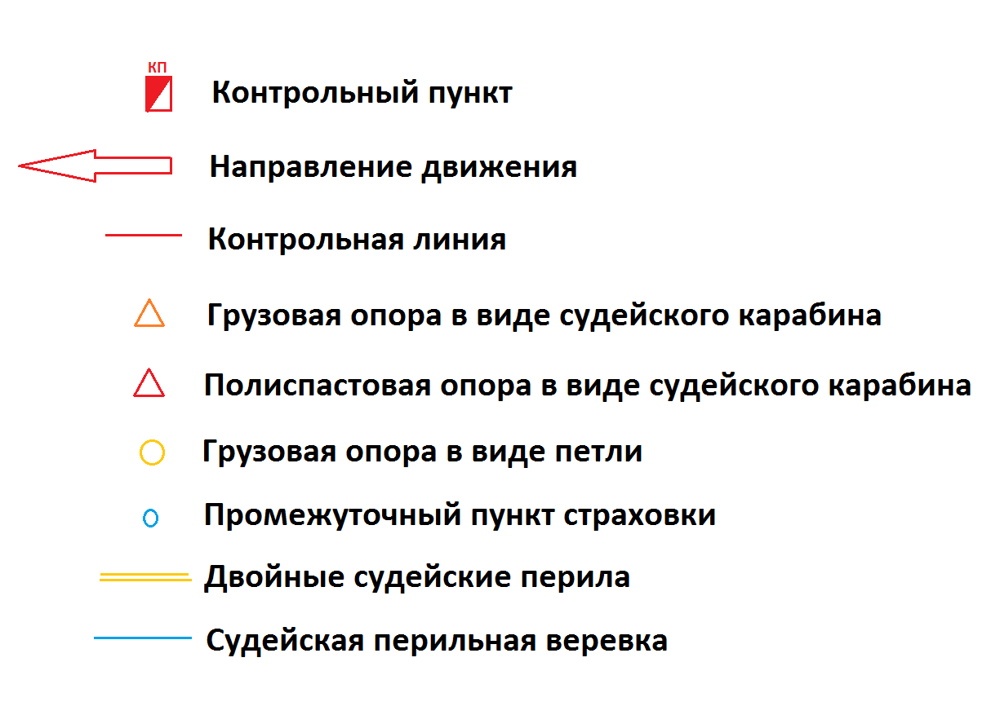 КП
Контрольный пункт
Направление движения
Контрольная линия
Грузовая опора в виде судейского карабина
Полиспастовая опора в виде судейского карабина
Грузовая опора в виде петли
Промежуточный пункт страховки
Двойные судейские перила
Судейская перильная веревка